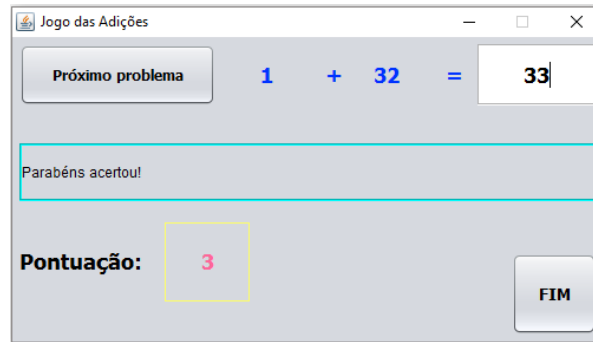 Jogo das Adições
Próximo problema 1 + 32 = 33
Parabéns acertou!
Pontuação: 3
FIM